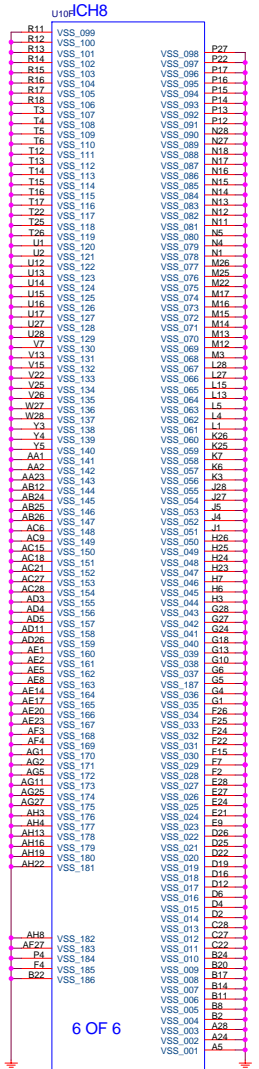 U10F
ICH8
R11 VSS_099
R12 VSS_100
R13 VSS_101
R14 VSS_102
R15 VSS_103
R16 VSS_104
R17 VSS_105
R18 VSS_106
T3 VSS_107
T4 VSS_108
T5 VSS_109
T6 VSS_110
T12 VSS_111
T13 VSS_112
T14 VSS_113
T15 VSS_114
T16 VSS_115
T17 VSS_116
T22 VSS_117
T25 VSS_118
T26 VSS_119
U1 VSS_120
U2 VSS_121
U12 VSS_122
U13 VSS_123
U14 VSS_124
U15 VSS_125
U16 VSS_126
U17 VSS_127
U27 VSS_128
U28 VSS_129
V7 VSS_130
V13 VSS_131
V15 VSS_132
V22 VSS_133
V25 VSS_134
V26 VSS_135
W27 VSS_136
W28 VSS_137
Y3 VSS_138
Y4 VSS_139
Y5 VSS_140
AA1 VSS_141
AA2 VSS_142
AA23 VSS_143
AB12 VSS_144
AB24 VSS_145
AB25 VSS_146
AB26 VSS_147
AC6 VSS_148
AC9 VSS_149
AC15 VSS_150
AC18 VSS_151
AC21 VSS_152
AC27 VSS_153
AC28 VSS_154
AD3 VSS_155
AD4 VSS_156
AD5 VSS_157
AD11 VSS_158
AD26 VSS_159
AE1 VSS_160
AE2 VSS_161
AE5 VSS_162
AE8 VSS_163
AE14 VSS_164
AE17 VSS_165
AE20 VSS_166
AE23 VSS_167
AF3 VSS_168
AF4 VSS_169
AG1 VSS_170
AG2 VSS_171
AG5 VSS_172
AG11 VSS_173
AG25 VSS_174
AG27 VSS_175
AH3 VSS_176
AH4 VSS_177
AH13 VSS_178
AH16 VSS_179
AH19 VSS_180
AH22 VSS_181
AH8 VSS_182
AF27 VSS_183
P4 VSS_184
F4 VSS_185
B22 VSS_186
VSS_098 P27
VSS_097 P22
VSS_096 P17
VSS_095 P16
VSS_094 P15
VSS_093 P14
VSS_092 P13
VSS_091 P12
VSS_090 N28
VSS_089 N27
VSS_088 N18
VSS_087 N17
VSS_086 N16
VSS_085 N15
VSS_084 N14
VSS_083 N13
VSS_082 N12
VSS_081 N11
VSS_080 N5
VSS_079 N4
VSS_078 N1
VSS_077 M26
VSS_076 M25
VSS_075 M22
VSS_074 M17
VSS_073 M16
VSS_072 M15
VSS_071 M14
VSS_070 M13
VSS_069 M12
VSS_068 M3
VSS_067 L28
VSS_066 L27
VSS_065 L15
VSS_064 L13
VSS_063 L5
VSS_062 L4
VSS_061 L1
VSS_060 K26
VSS_059 K25
VSS_058 K7
VSS_057 K6
VSS_056 K3
VSS_055 J28
VSS_054 J27
VSS_053 J5
VSS_052 J4
VSS_051 J1
VSS_050 H26
VSS_049 H25
VSS_048 H24
VSS_047 H23
VSS_046 H7
VSS_045 H6
VSS_044 H3
VSS_043 G28
VSS_042 G27
VSS_041 G24
VSS_040 G18
VSS_039 G13
VSS_038 G10
VSS_037 G6
VSS_187 G5
VSS_036 G4
VSS_035 G1
VSS_034 F26
VSS_033 F25
VSS_032 F24
VSS_031 F22
VSS_030 F15
VSS_029 F7
VSS_028 F2
VSS_027 E28
VSS_026 E27
VSS_025 E24
VSS_024 E21
VSS_023 E9
VSS_022 D26
VSS_021 D25
VSS_020 D22
VSS_019 D19
VSS_018 D16
VSS_017 D12
VSS_016 D6
VSS_015 D4
VSS_014 D2
VSS_013 C28
VSS_012 C27
VSS_011 C22
VSS_010 B24
VSS_009 B20
VSS_008 B17
VSS_007 B14
VSS_006 B11
VSS_005 B8
VSS_004 B2
VSS_003 A28
VSS_002 A24
VSS_001 A5
6 OF 6